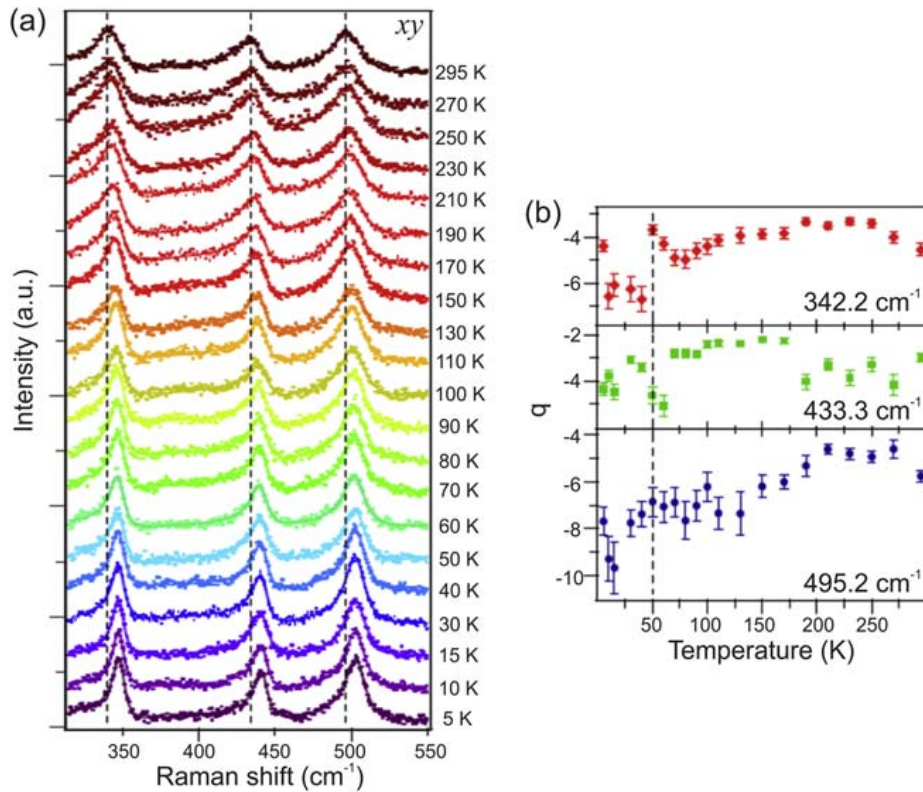 (a)
xy
295 K
270 K
250 K
230 K
210 K
190 K
170 K
150 K
130 K
110 K
100 K
90 K
80 K
70 K
60 K
50 K
40 K
30 K
15 K
10 K
5 K
Intensity (a.u.)
350 400 450 500 550
Raman shift (cm⁻¹)
(b)
-4
-6
342.2 cm⁻¹
-2
-4
433.3 cm⁻¹
q
-4
-6
-8
-10
495.2 cm⁻¹
50 100 150 200 250
Temperature (K)